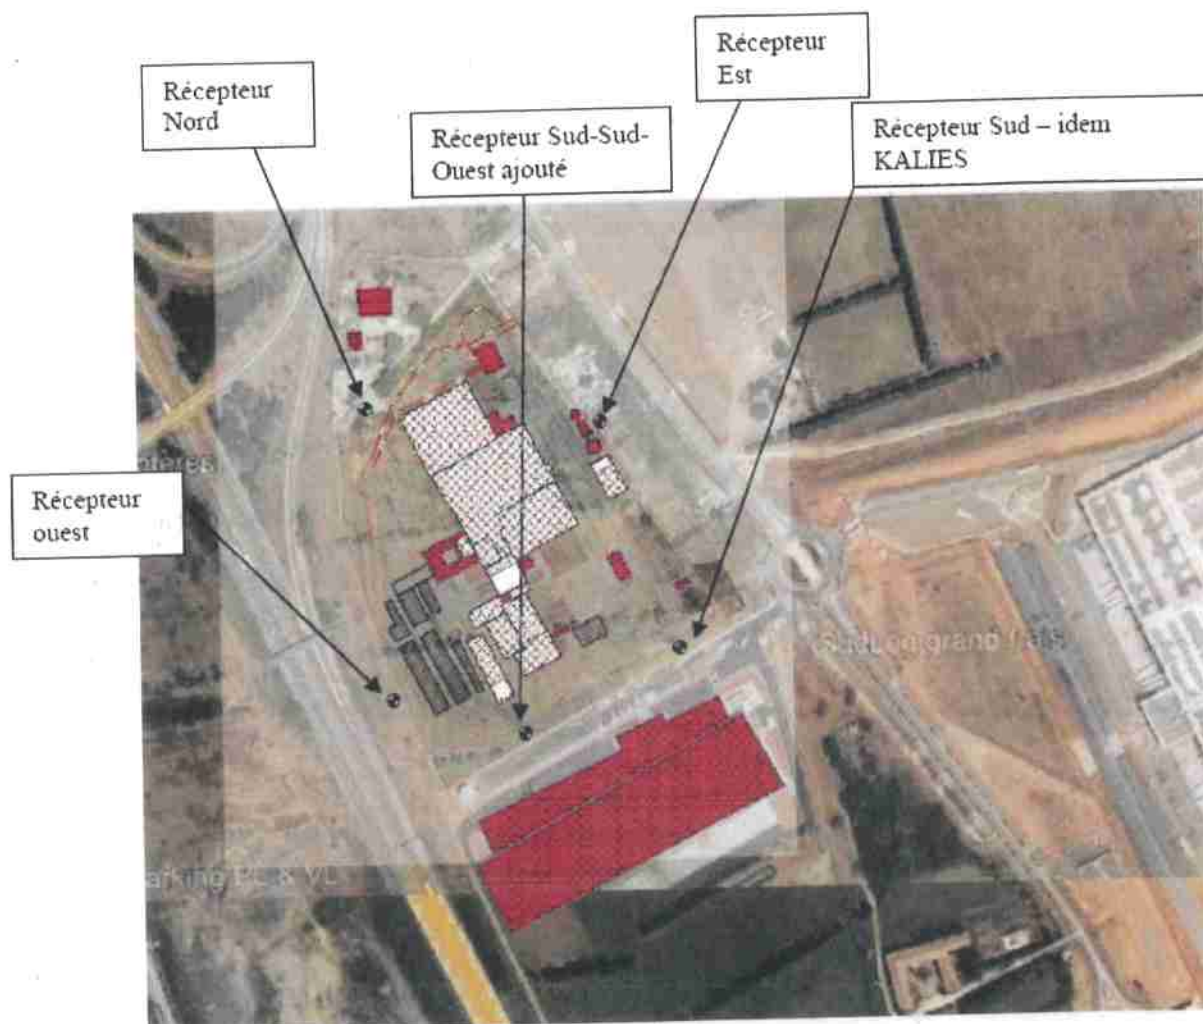 Récepteur
Est
Récepteur
Nord
Récepteur Sud-Sud-
Ouest ajouté
Récepteur Sud – idem
KALIES
Récepteur
ouest